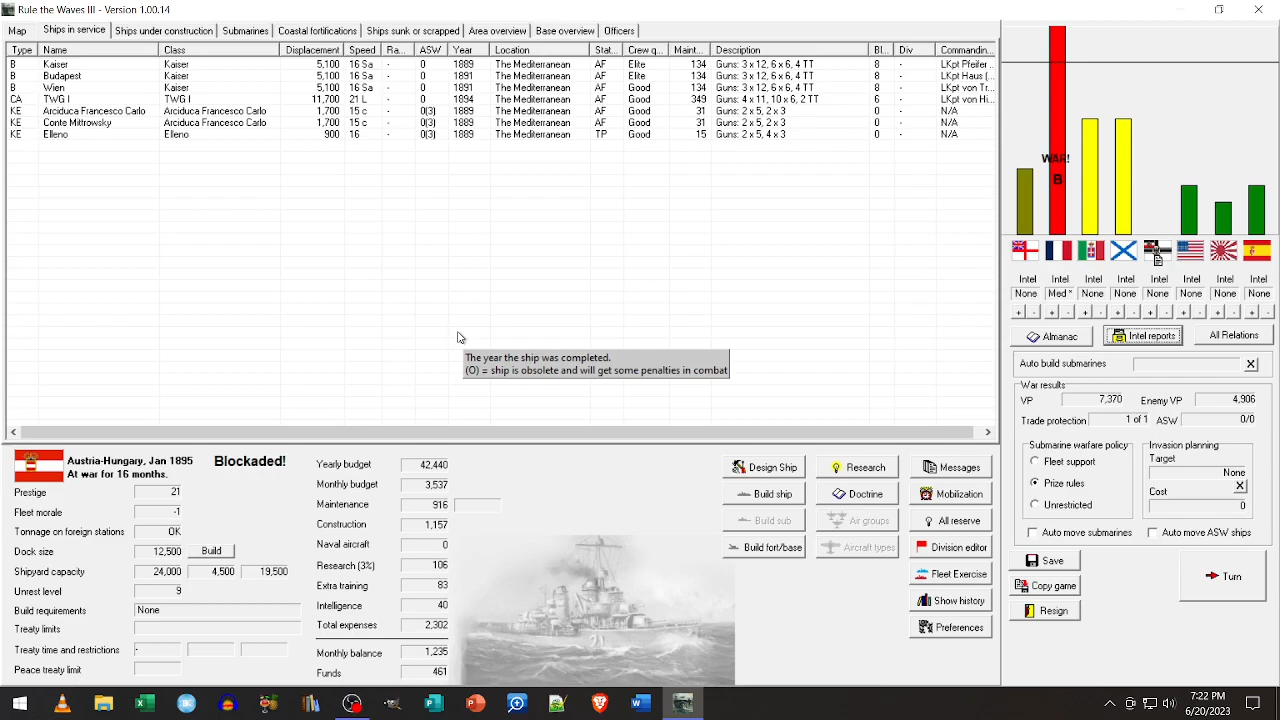 Rule the Waves III - Version 1.00.14
Map Ships in service Ships under construction Submarines Coastal fortifications Ships sunk or scrapped Area overview Base overview Officers
Type Name Class Displacement Speed Ra... ASW Year Location Stat... Crew q... Maint... Description Bl... Div Commandin...
B Kaiser Kaiser 5,100 16 Sa - 0 1889 The Mediterranean AF Elite 134 Guns: 3 x 12, 6 x 6, 4 TT 8 - LKpt Pfeifer ...
B Budapest Kaiser 5,100 16 Sa - 0 1891 The Mediterranean AF Elite 134 Guns: 3 x 12, 6 x 6, 4 TT 8 - LKpt Haus (...
B Wien Kaiser 5,100 16 Sa - 0 1891 The Mediterranean AF Good 134 Guns: 3 x 12, 6 x 6, 4 TT 8 - LKpt von Tr...
CA TWG I TWG I 11,700 21 L - 0 1894 The Mediterranean AF Good 349 Guns: 4 x 11, 10 x 6, 2 TT 6 - LKpt von Hi...
KE Arciduca Francesco Carlo Arciduca Francesco Carlo 1,700 15 c - 0(3) 1889 The Mediterranean AF Good 31 Guns: 2 x 5, 2 x 3 0 - N/A
KE Conte Mittrowsky Arciduca Francesco Carlo 1,700 15 c - 0(3) 1889 The Mediterranean AF Good 31 Guns: 2 x 5, 2 x 3 0 - N/A
KE Elleno Elleno 900 16 - 0(3) 1889 The Mediterranean TP Good 15 Guns: 2 x 5, 4 x 3 0 - N/A
The year the ship was completed.
(O) = ship is obsolete and will get some penalties in combat
WAR!
B
Intel Intel Intel Intel Intel Intel Intel Intel
None Med * None None None None None None
+ - + - + - + - + - + - + - + -
Almanac Intel reports All Relations
Auto build submarines X
War results
VP 7,370 Enemy VP 4,906
Trade protection 1 of 1 ASW 0/0
Submarine warfare policy Invasion planning
Fleet support Target
None
Prize rules Cost X
Unrestricted 0
Auto move submarines Auto move ASW ships
Save
Copy game Turn
Resign
Austria-Hungary, Jan 1895 Blockaded!
At war for 16 months.
Prestige 21
Fleet morale -1
Tonnage on foreign stations OK
Dock size 12,500 Build
Shipyard capacity 24,000 4,500 19,500
Unrest level 9
Build requirements None
Treaty limits
Treaty time and restrictions -
Peace treaty limit
Yearly budget 42,440
Monthly budget 3,537
Maintenance 916
Construction 1,157
Naval aircraft 0
Research (3%) 106
Extra training 83
Intelligence 40
Total expenses 2,302
Monthly balance 1,235
Funds 461
Design Ship Research Messages
Build ship Doctrine Mobilization
Build sub Air groups All reserve
Build fort/base Aircraft types Division editor
Fleet Exercise
Show history
Preferences
7:22 PM
6/20/2023